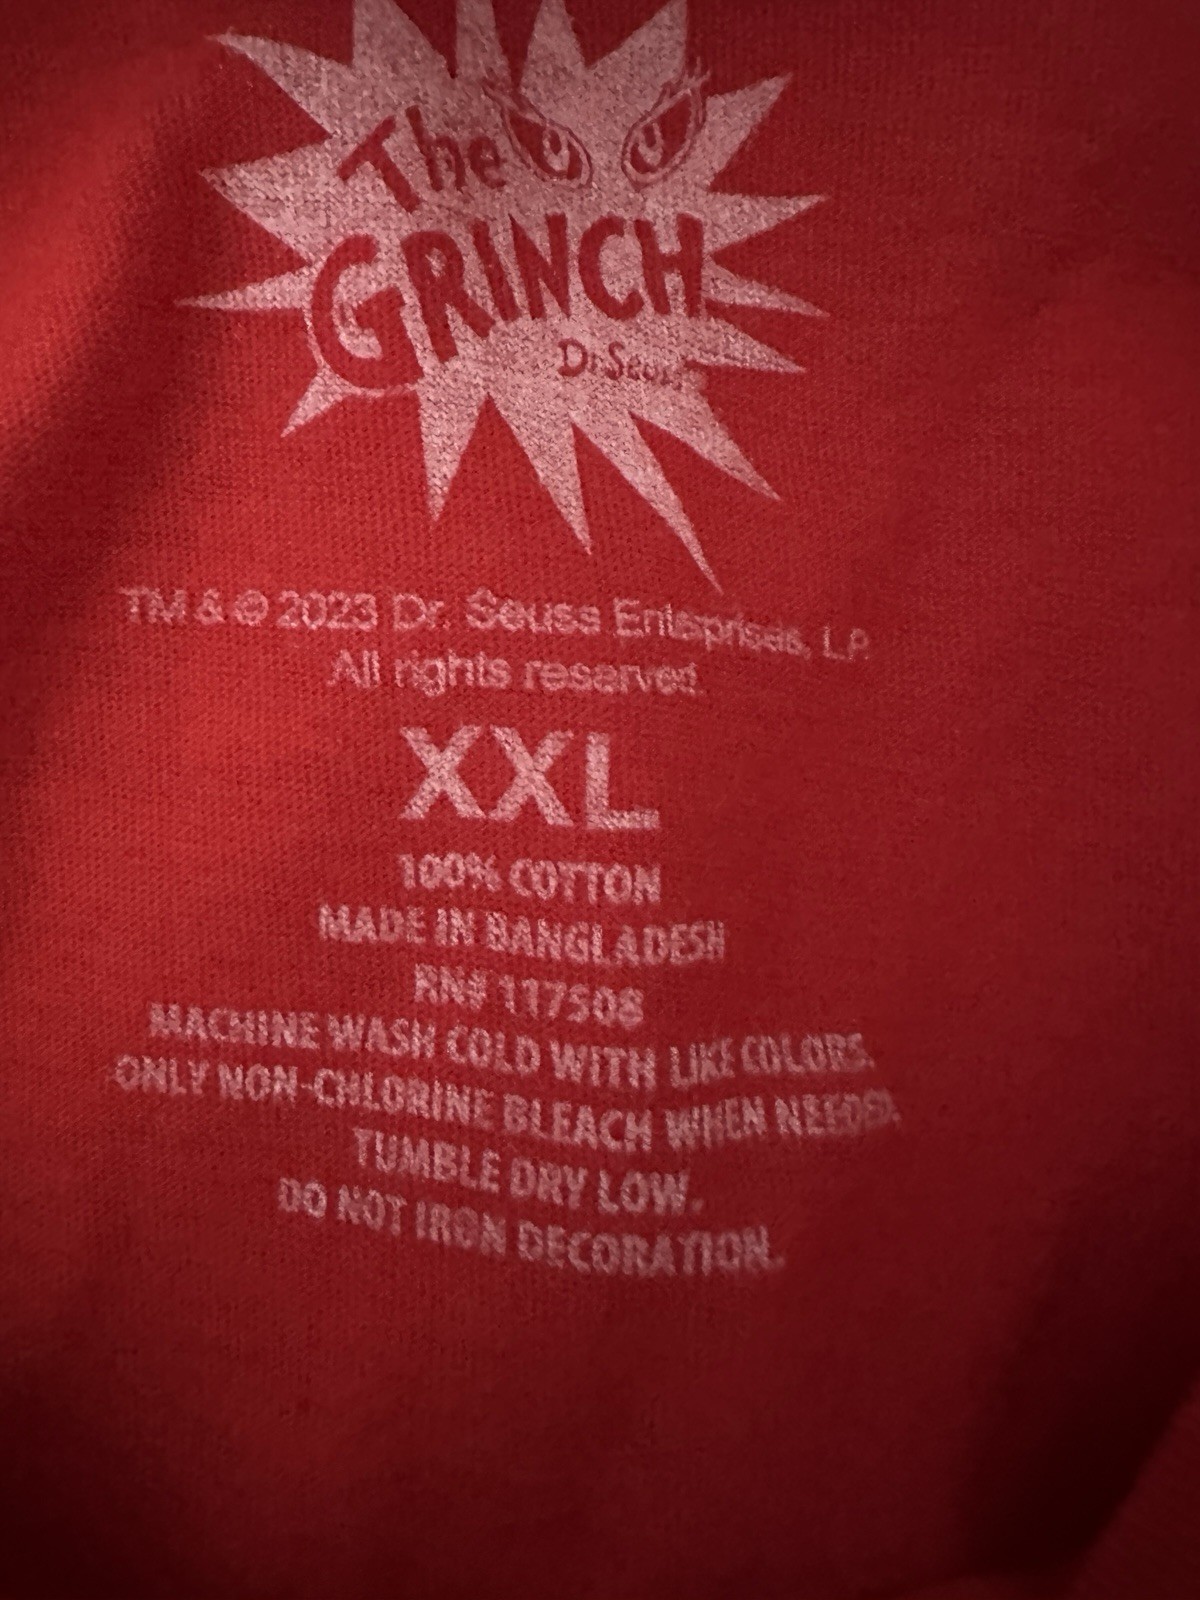 The
GRINCH
Dr. Seuss
TM & © 2023 Dr. Seuss Enterprises, L.P.
All rights reserved.
XXL
100% COTTON
MADE IN BANGLADESH
RN# 117508
MACHINE WASH COLD WITH LIKE COLORS.
ONLY NON-CHLORINE BLEACH WHEN NEEDED.
TUMBLE DRY LOW.
DO NOT IRON DECORATION.